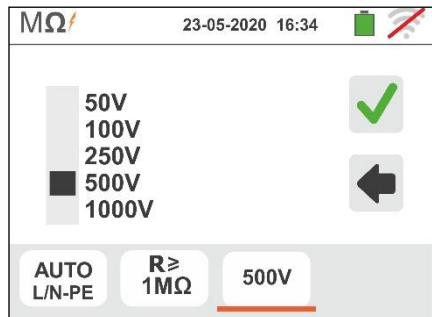 MΩ 23-05-2020 16:34
50V
100V
250V
500V
1000V
AUTO L/N-PE
R≥ 1MΩ
500V